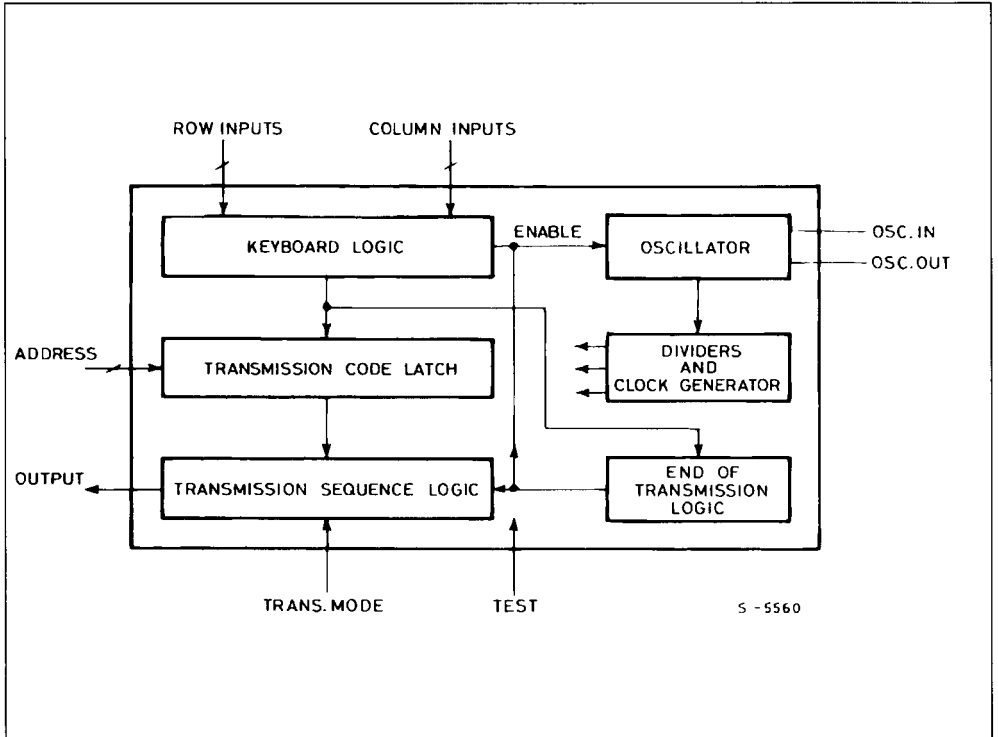 ROW INPUTS
COLUMN INPUTS
KEYBOARD LOGIC
ENABLE
OSCILLATOR
OSC. IN
OSC. OUT
ADDRESS
TRANSMISSION CODE LATCH
DIVIDERS
AND
CLOCK GENERATOR
OUTPUT
TRANSMISSION SEQUENCE LOGIC
END OF
TRANSMISSION
LOGIC
TRANS. MODE
TEST
S - 5560